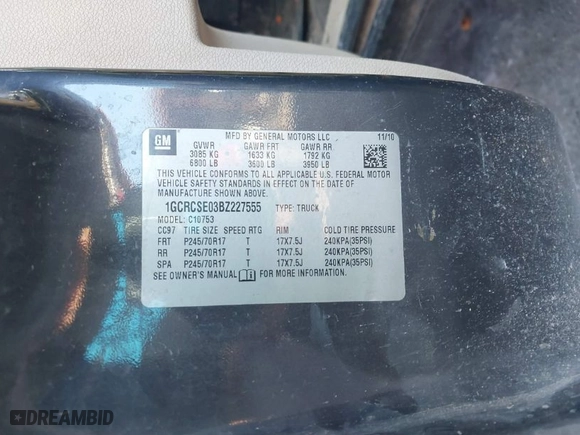 GM
MFD BY GENERAL MOTORS LLC 11/10
GVWR GAWR FRT GAWR RR
3085 KG 1633 KG 1792 KG
6800 LB 3600 LB 3950 LB
THIS VEHICLE CONFORMS TO ALL APPLICABLE U.S. FEDERAL MOTOR
VEHICLE SAFETY STANDARDS IN EFFECT ON THE DATE OF
MANUFACTURE SHOWN ABOVE.
1GCRCSE03BZ227555 TYPE: TRUCK
MODEL: C10753
CC97 TIRE SIZE SPEED RTG RIM COLD TIRE PRESSURE
FRT P245/70R17 T 17X7.5J 240KPA(35PSI)
RR P245/70R17 T 17X7.5J 240KPA(35PSI)
SPA P245/70R17 T 17X7.5J 240KPA(35PSI)
SEE OWNER'S MANUAL FOR MORE INFORMATION.
DREAMBID